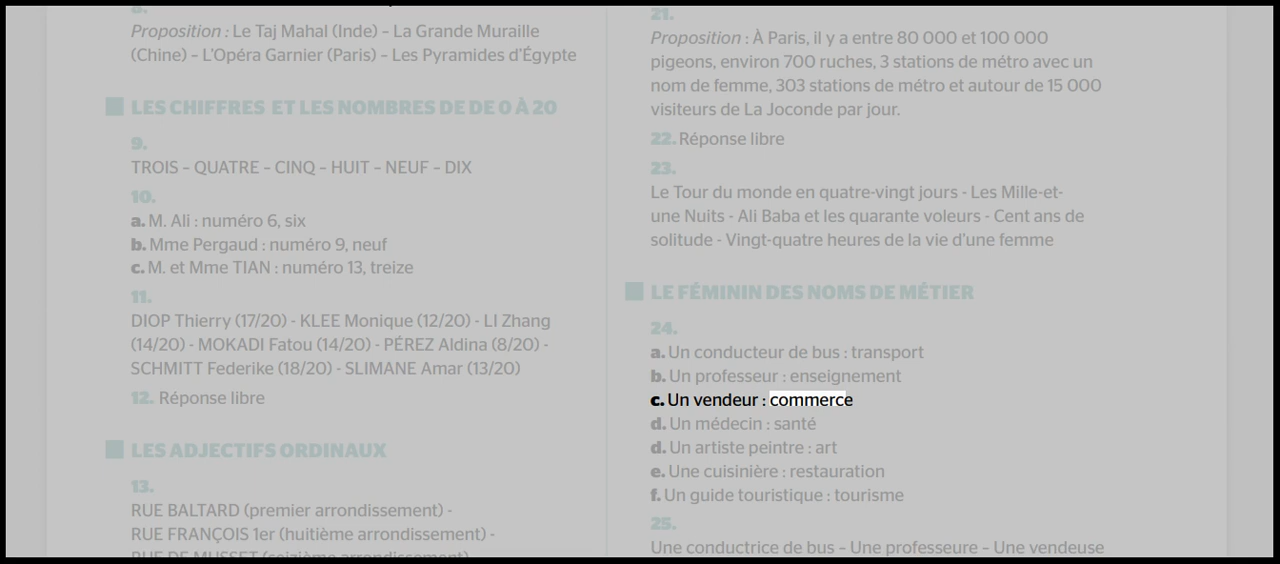 Proposition : Le Taj Mahal (Inde) – La Grande Muraille
(Chine) – L'Opéra Garnier (Paris) – Les Pyramides d'Égypte
LES CHIFFRES ET LES NOMBRES DE DE 0 À 20
9.
TROIS – QUATRE – CINQ – HUIT – NEUF – DIX
10.
a. M. Ali : numéro 6, six
b. Mme Pergaud : numéro 9, neuf
c. M. et Mme TIAN : numéro 13, treize
11.
DIOP Thierry (17/20) - KLEE Monique (12/20) - LI Zhang
(14/20) - MOKADI Fatou (14/20) - PÉREZ Aldina (8/20) -
SCHMITT Federike (18/20) - SLIMANE Amar (13/20)
12. Réponse libre
LES ADJECTIFS ORDINAUX
13.
RUE BALTARD (premier arrondissement) -
RUE FRANÇOIS 1er (huitième arrondissement) -
RUE DE MUSSET (seizième arrondissement)
21.
Proposition : À Paris, il y a entre 80 000 et 100 000
pigeons, environ 700 ruches, 3 stations de métro avec un
nom de femme, 303 stations de métro et autour de 15 000
visiteurs de La Joconde par jour.
22. Réponse libre
23.
Le Tour du monde en quatre-vingt jours - Les Mille-et-
une Nuits - Ali Baba et les quarante voleurs - Cent ans de
solitude - Vingt-quatre heures de la vie d'une femme
LE FÉMININ DES NOMS DE MÉTIER
24.
a. Un conducteur de bus : transport
b. Un professeur : enseignement
c. Un vendeur : commerce
d. Un médecin : santé
d. Un artiste peintre : art
e. Une cuisinière : restauration
f. Un guide touristique : tourisme
25.
Une conductrice de bus – Une professeure – Une vendeuse